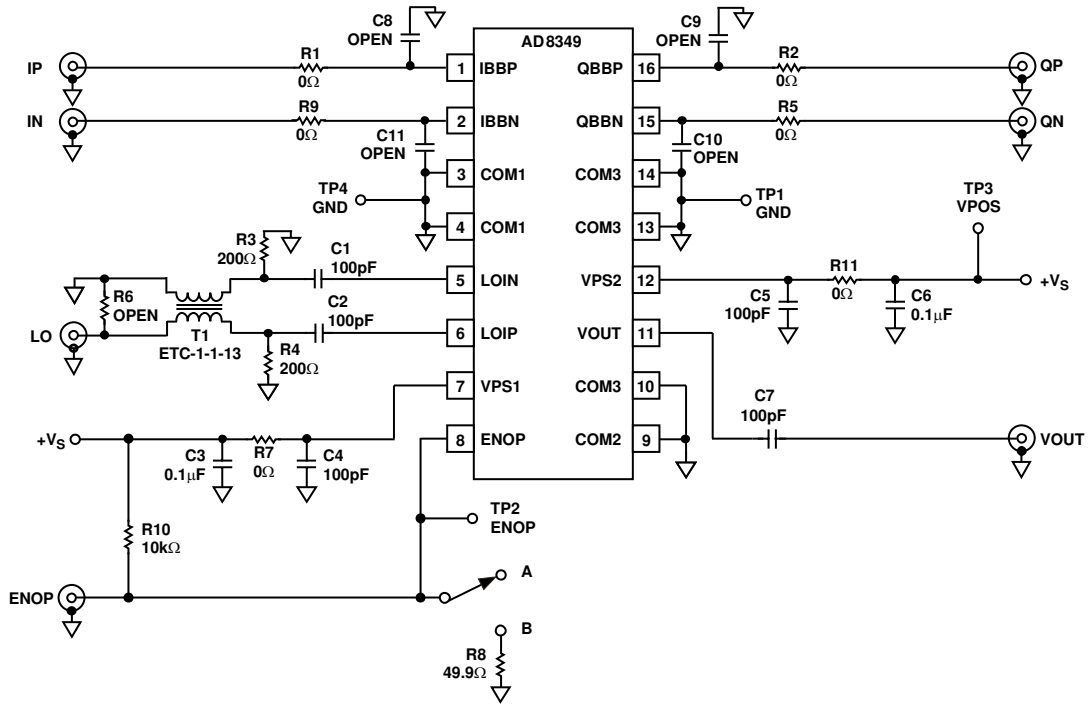 C8
OPEN
C9
OPEN
AD8349
IP
R1
0Ω
1
IBBP
QBBP
16
R2
0Ω
QP
IN
R9
0Ω
2
IBBN
QBBN
15
R5
0Ω
QN
C11
OPEN
C10
OPEN
3
COM1
COM3
14
TP4
GND
TP1
GND
4
COM1
COM3
13
TP3
VPOS
R3
200Ω
C1
100pF
5
LOIN
VPS2
12
R11
0Ω
+VS
C5
100pF
C6
0.1μF
R6
OPEN
C2
100pF
LO
T1
ETC-1-1-13
6
LOIP
VOUT
11
R4
200Ω
7
VPS1
COM3
10
C7
100pF
+VS
8
ENOP
COM2
9
VOUT
C3
0.1μF
R7
0Ω
C4
100pF
TP2
ENOP
R10
10kΩ
A
ENOP
B
R8
49.9Ω